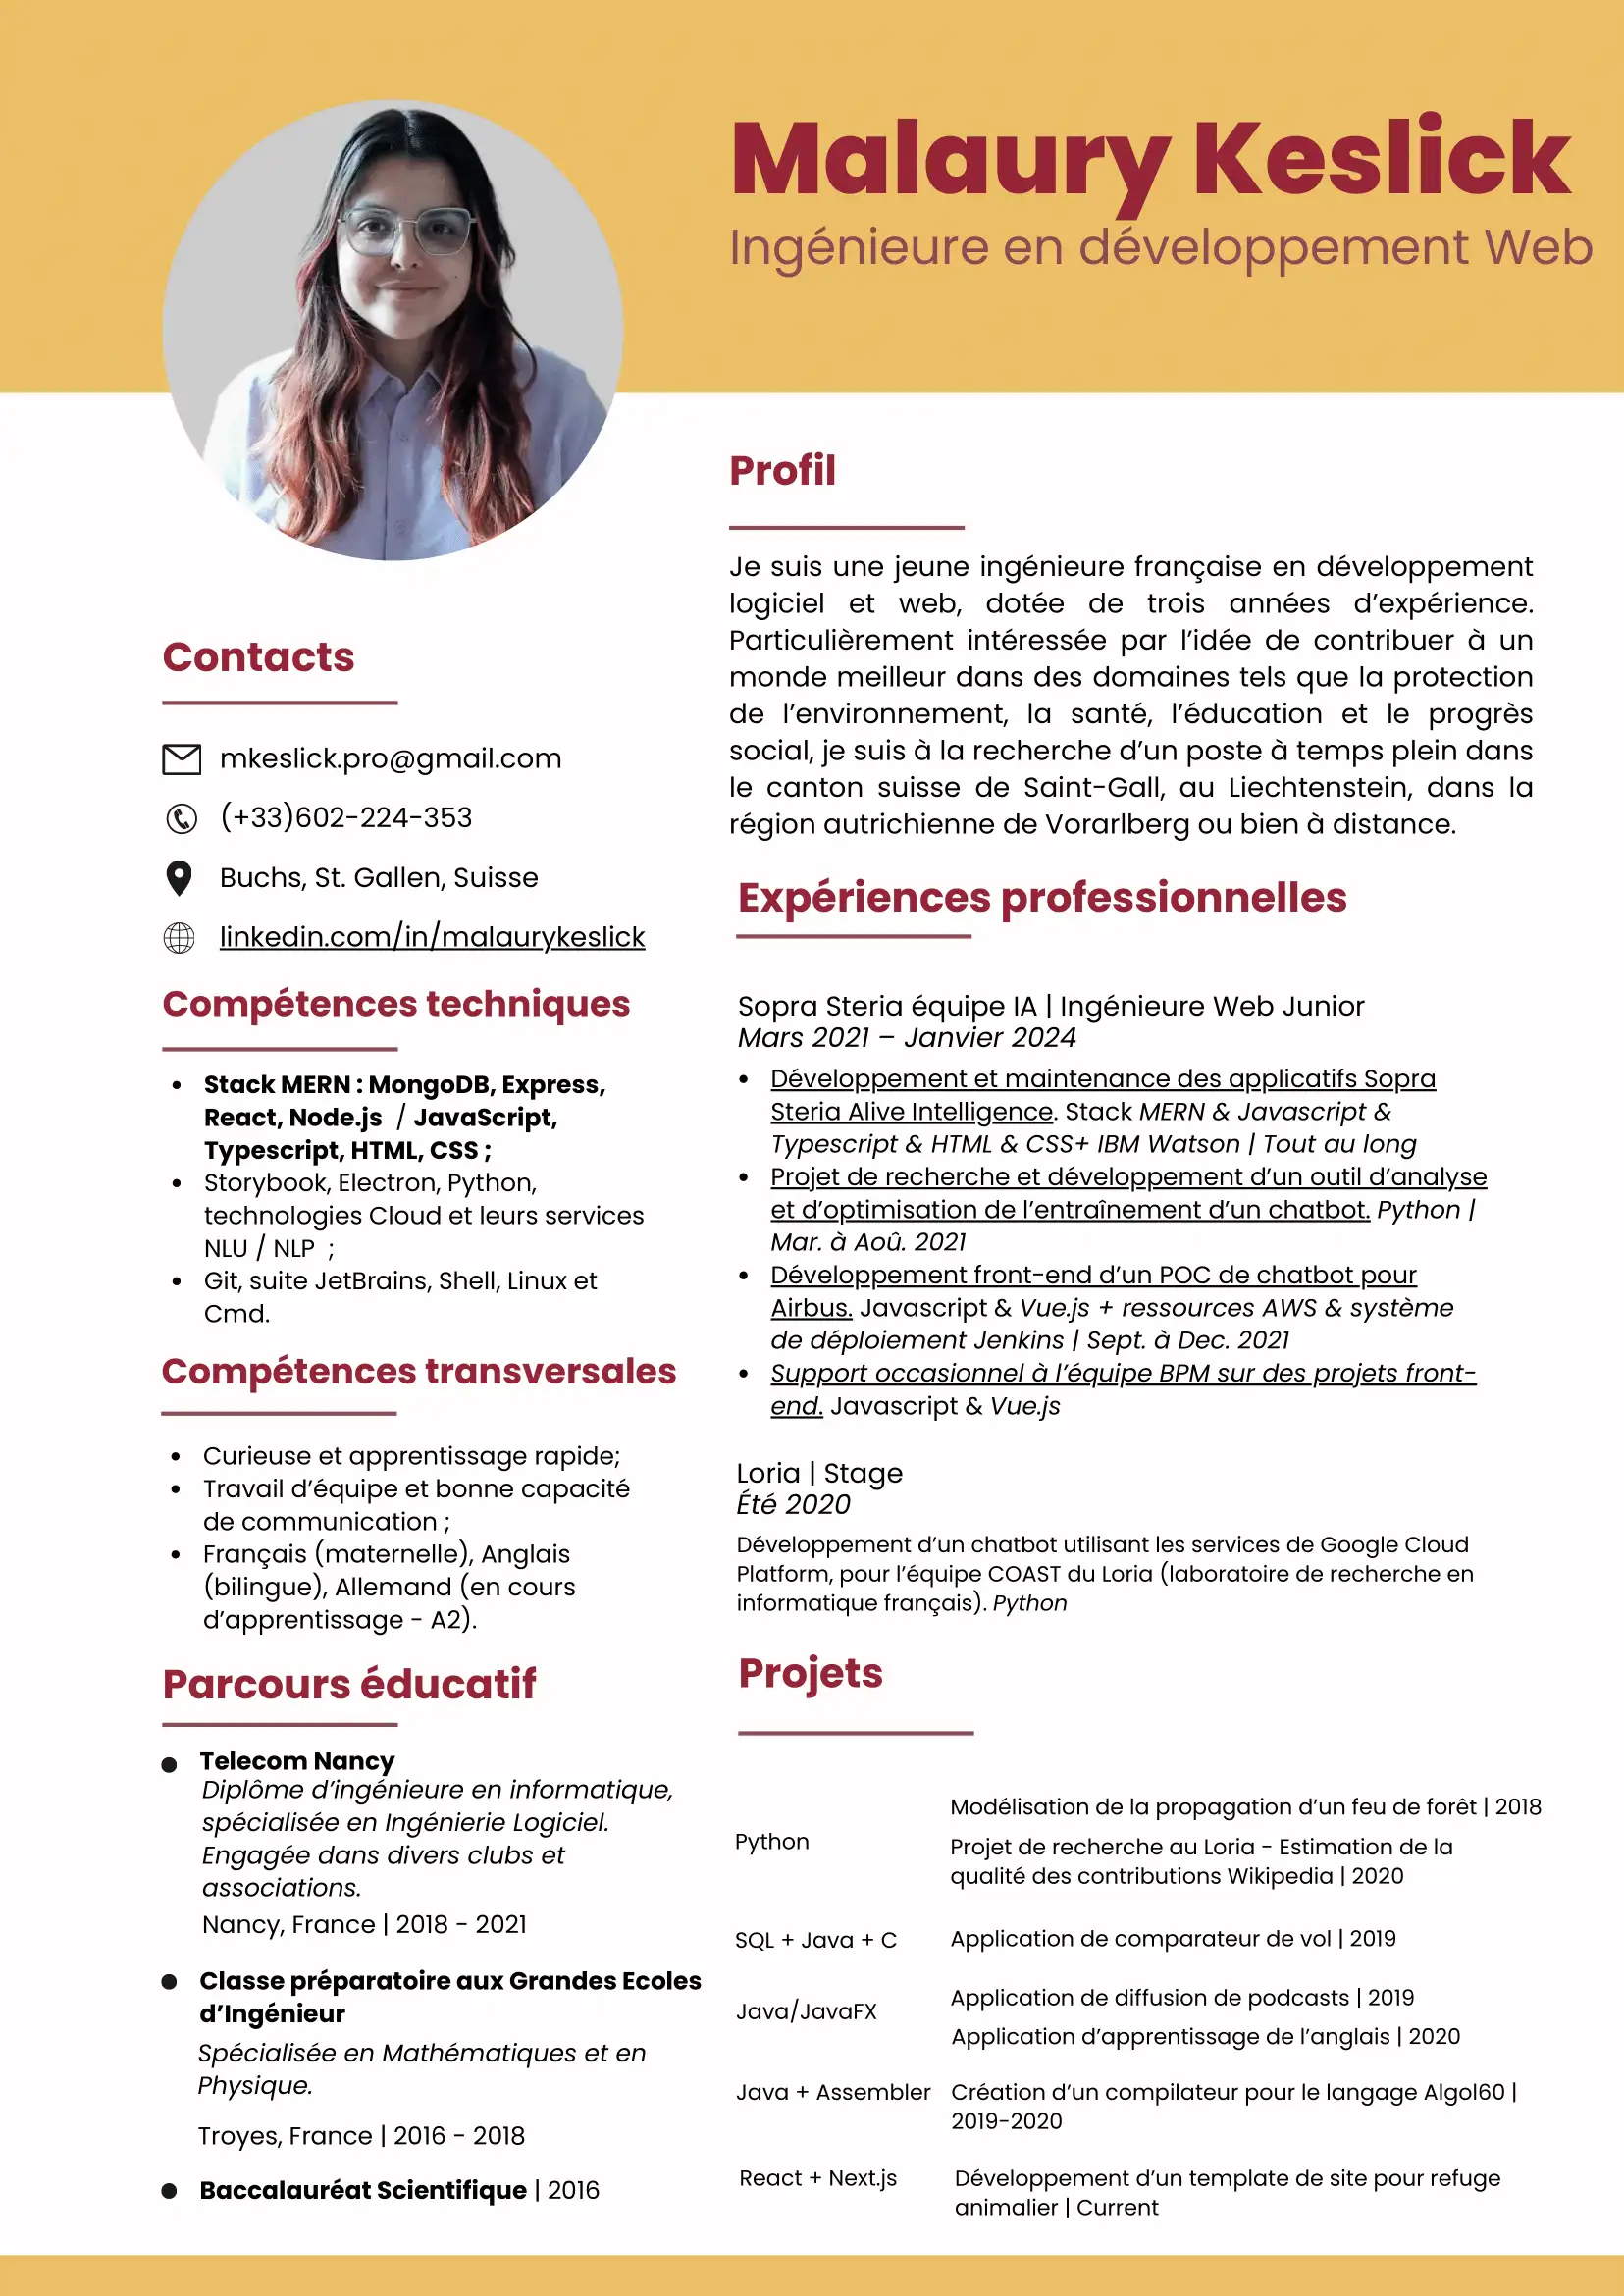 Malaury Keslick
Ingénieure en développement Web
Contacts
mkeslick.pro@gmail.com
(+33)602-224-353
Buchs, St. Gallen, Suisse
linkedin.com/in/malaurykeslick
Compétences techniques
Stack MERN : MongoDB, Express,
React, Node.js / JavaScript,
Typescript, HTML, CSS ;
Storybook, Electron, Python,
technologies Cloud et leurs services
NLU / NLP ;
Git, suite JetBrains, Shell, Linux et
Cmd.
Compétences transversales
Curieuse et apprentissage rapide;
Travail d’équipe et bonne capacité
de communication ;
Français (maternelle), Anglais
(bilingue), Allemand (en cours
d’apprentissage - A2).
Parcours éducatif
Telecom Nancy
Diplôme d’ingénieure en informatique,
spécialisée en Ingénierie Logiciel.
Engagée dans divers clubs et
associations.
Nancy, France | 2018 - 2021
Classe préparatoire aux Grandes Ecoles
d’Ingénieur
Spécialisée en Mathématiques et en
Physique.
Troyes, France | 2016 - 2018
Baccalauréat Scientifique | 2016
Profil
Je suis une jeune ingénieure française en développement
logiciel et web, dotée de trois années d’expérience.
Particulièrement intéressée par l’idée de contribuer à un
monde meilleur dans des domaines tels que la protection
de l’environnement, la santé, l’éducation et le progrès
social, je suis à la recherche d’un poste à temps plein dans
le canton suisse de Saint-Gall, au Liechtenstein, dans la
région autrichienne de Vorarlberg ou bien à distance.
Expériences professionnelles
Sopra Steria équipe IA | Ingénieure Web Junior
Mars 2021 – Janvier 2024
Développement et maintenance des applicatifs Sopra
Steria Alive Intelligence. Stack MERN & Javascript &
Typescript & HTML & CSS+ IBM Watson | Tout au long
Projet de recherche et développement d’un outil d’analyse
et d’optimisation de l’entraînement d’un chatbot. Python |
Mar. à Aoû. 2021
Développement front-end d’un POC de chatbot pour
Airbus. Javascript & Vue.js + ressources AWS & système
de déploiement Jenkins | Sept. à Dec. 2021
Support occasionnel à l’équipe BPM sur des projets front-
end. Javascript & Vue.js
Loria | Stage
Été 2020
Développement d’un chatbot utilisant les services de Google Cloud
Platform, pour l’équipe COAST du Loria (laboratoire de recherche en
informatique français). Python
Projets
Python
Modélisation de la propagation d’un feu de forêt | 2018
Projet de recherche au Loria - Estimation de la
qualité des contributions Wikipedia | 2020
SQL + Java + C
Application de comparateur de vol | 2019
Java/JavaFX
Application de diffusion de podcasts | 2019
Application d’apprentissage de l’anglais | 2020
Java + Assembler
Création d’un compilateur pour le langage Algol60 |
2019-2020
React + Next.js
Développement d’un template de site pour refuge
animalier | Current